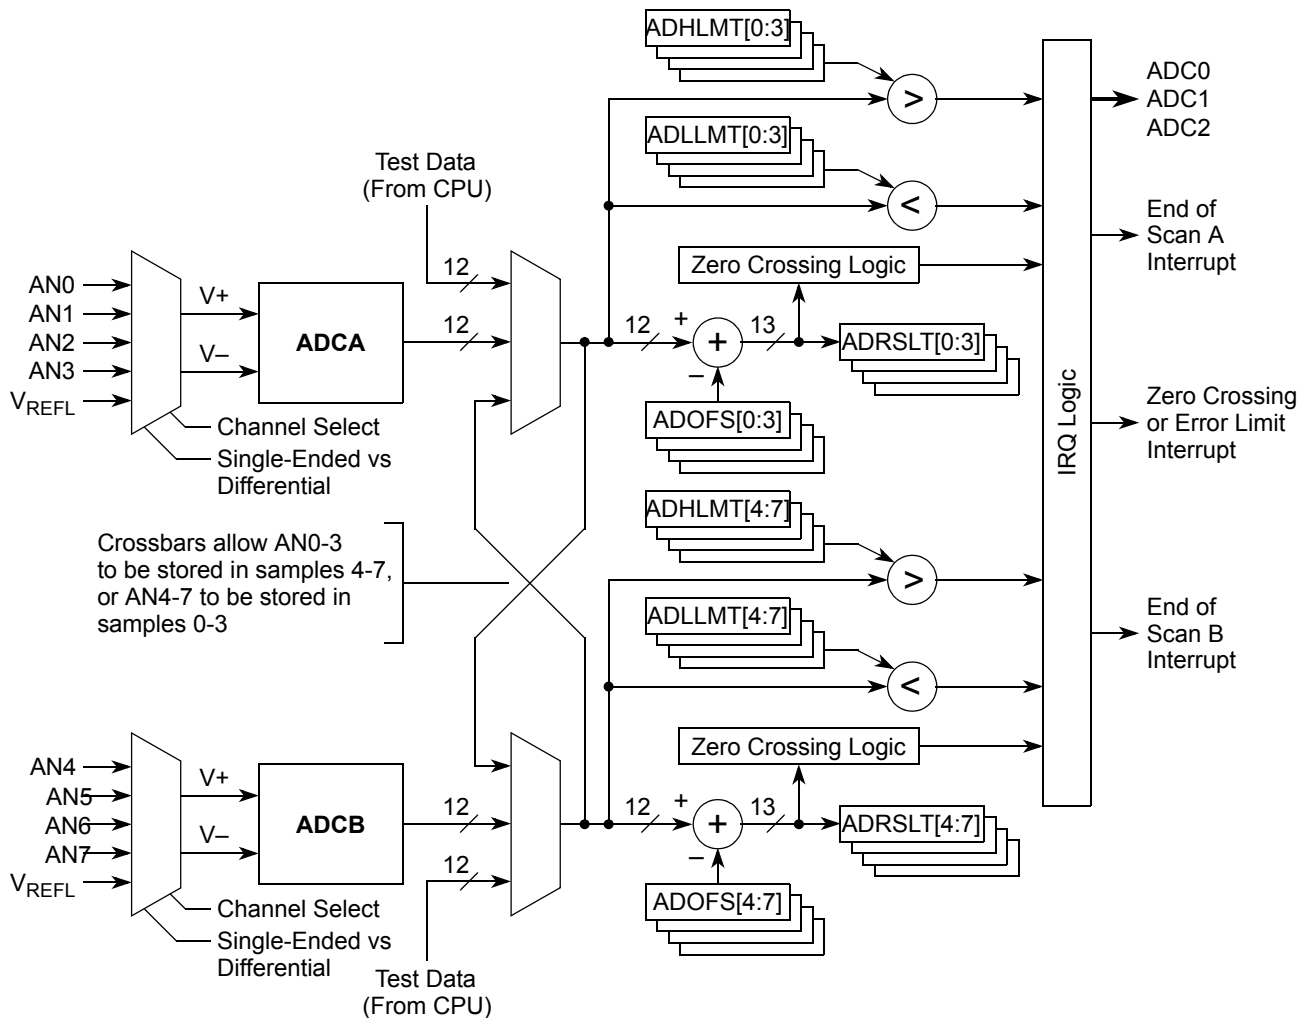 ADHLMT[0:3]
>
ADC0
ADC1
ADC2
ADLLMT[0:3]
<
Test Data
(From CPU)
End of
Scan A
Interrupt
Zero Crossing Logic
AN0
AN1
AN2
AN3
VREFL
V+
V–
ADCA
12
12
12
+
+
–
13
ADRSLT[0:3]
ADOFS[0:3]
Channel Select
Single-Ended vs
Differential
IRQ Logic
Zero Crossing
or Error Limit
Interrupt
Crossbars allow AN0-3
to be stored in samples 4-7,
or AN4-7 to be stored in
samples 0-3
ADHLMT[4:7]
>
ADLLMT[4:7]
<
End of
Scan B
Interrupt
Zero Crossing Logic
AN4
AN5
AN6
AN7
VREFL
V+
V–
ADCB
12
12
12
+
+
–
13
ADRSLT[4:7]
ADOFS[4:7]
Channel Select
Single-Ended vs
Differential
Test Data
(From CPU)